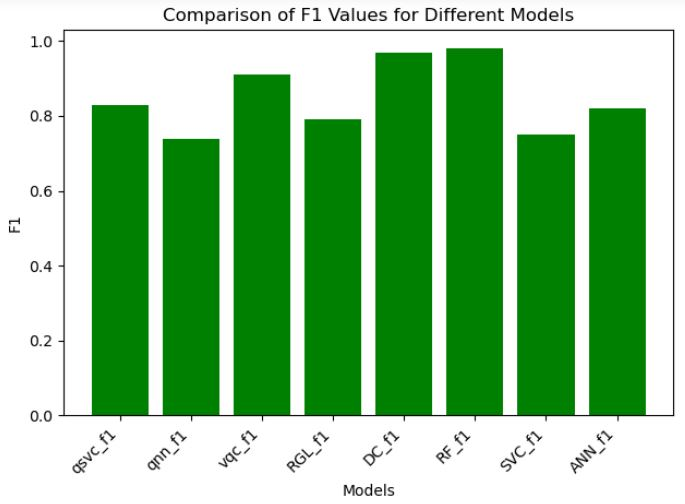 Comparison of F1 Values for Different Models
1.0
0.8
0.6
0.4
0.2
0.0
F1
qsvc_f1
qnn_f1
vqc_f1
RGL_f1
DC_f1
RF_f1
SVC_f1
ANN_f1
Models